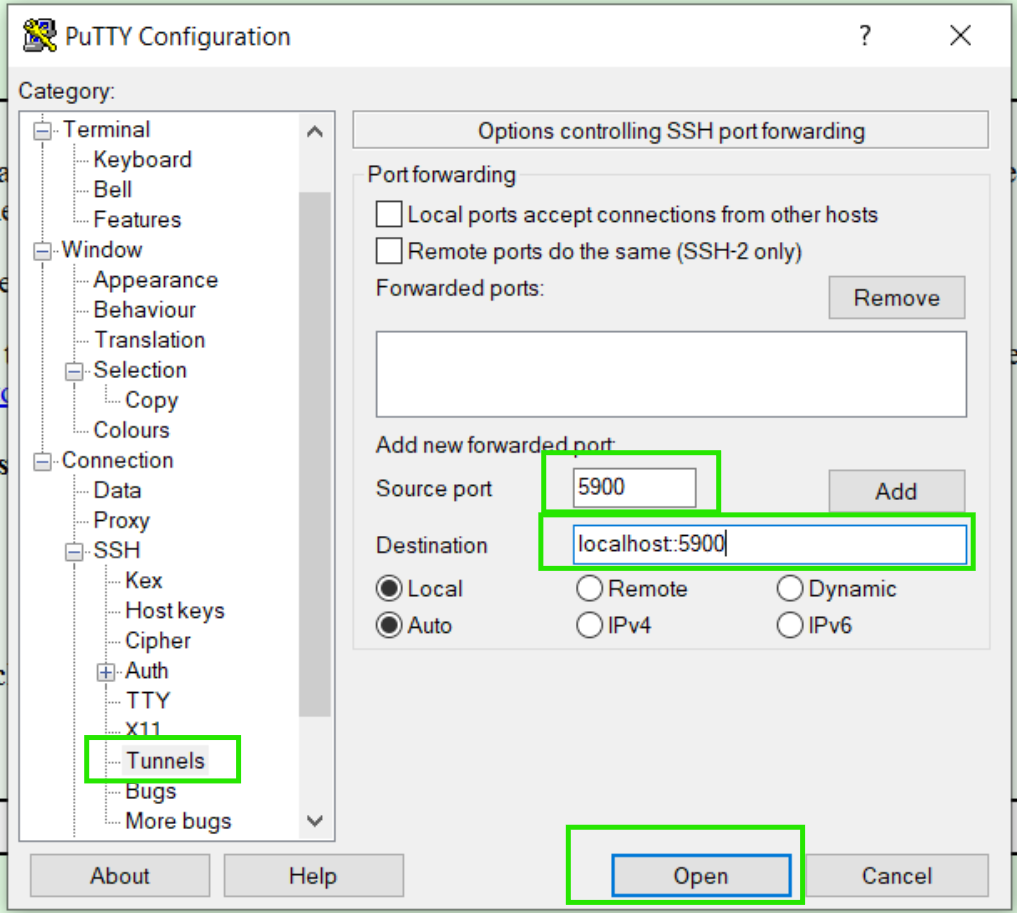 PuTTY Configuration
?
Category:
Terminal
Keyboard
Bell
Features
Window
Appearance
Behaviour
Translation
Selection
Copy
Colours
Connection
Data
Proxy
SSH
Kex
Host keys
Cipher
Auth
TTY
X11
Tunnels
Bugs
More bugs
Options controlling SSH port forwarding
Port forwarding
Local ports accept connections from other hosts
Remote ports do the same (SSH-2 only)
Forwarded ports:
Remove
Add new forwarded port:
Source port 5900 Add
Destination localhost::5900
Local Remote Dynamic
Auto IPv4 IPv6
About Help Open Cancel